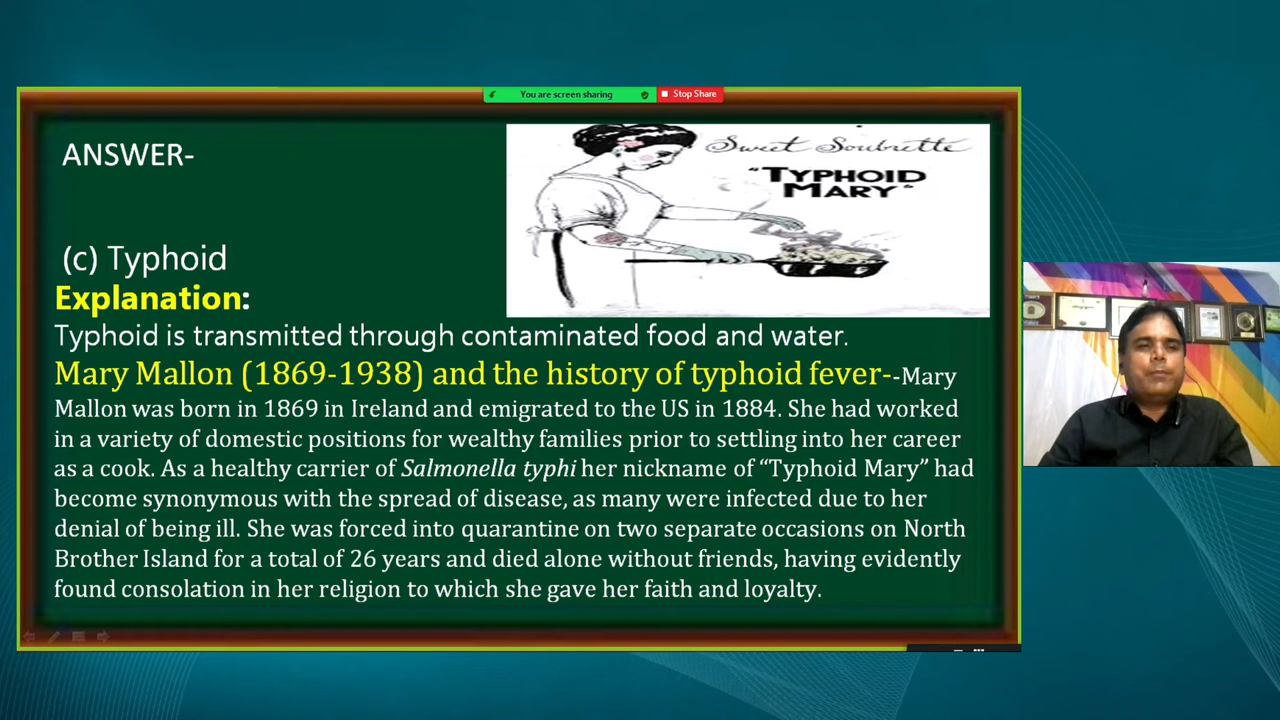 You are screen sharing
Stop Share
ANSWER-
Sweet Soubrette
"TYPHOID
MARY"
(c) Typhoid
Explanation:
Typhoid is transmitted through contaminated food and water.
Mary Mallon (1869-1938) and the history of typhoid fever--Mary
Mallon was born in 1869 in Ireland and emigrated to the US in 1884. She had worked
in a variety of domestic positions for wealthy families prior to settling into her career
as a cook. As a healthy carrier of Salmonella typhi her nickname of “Typhoid Mary” had
become synonymous with the spread of disease, as many were infected due to her
denial of being ill. She was forced into quarantine on two separate occasions on North
Brother Island for a total of 26 years and died alone without friends, having evidently
found consolation in her religion to which she gave her faith and loyalty.